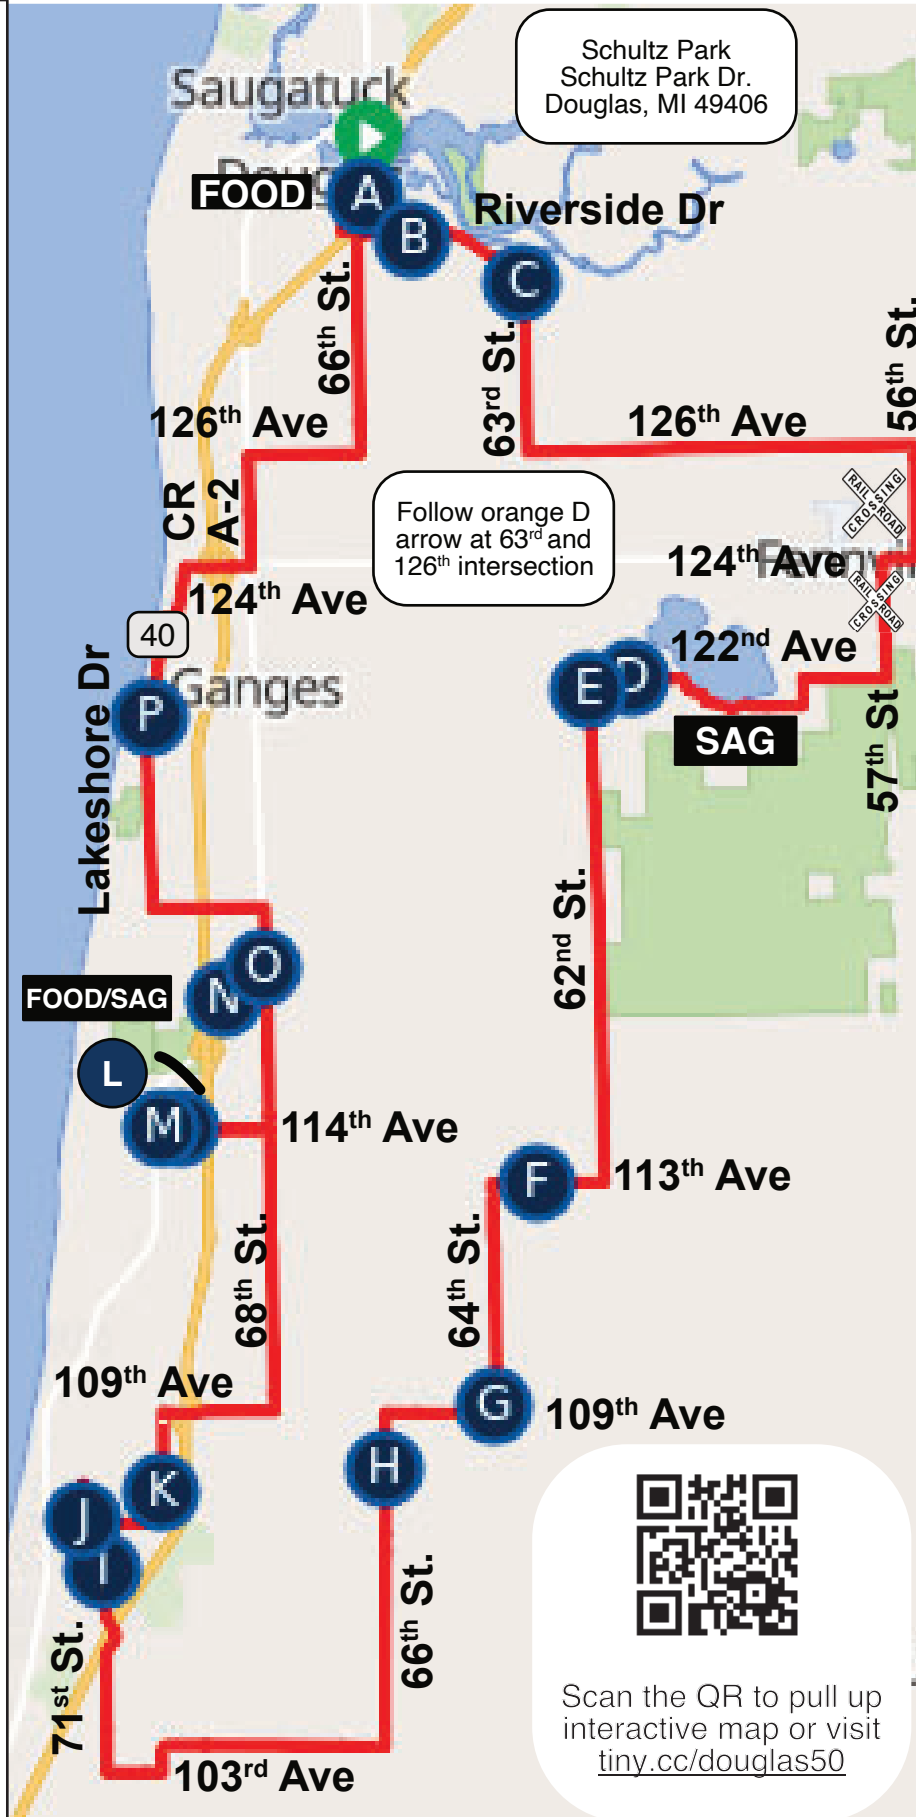 Schultz Park
Schultz Park Dr.
Douglas, MI 49406
Saugatuck
FOOD
A
B
Riverside Dr
C
66th St.
63rd St.
56th St.
126th Ave
126th Ave
CR
A-2
Follow orange D
arrow at 63rd and
126th intersection
RAIL CROSSING ROAD
124th Ave
124th Ave
RAIL CROSSING ROAD
40
122nd Ave
Ganges
E
D
P
SAG
57th St
Lakeshore Dr
62nd St.
O
N
FOOD/SAG
L
M
114th Ave
F
113th Ave
68th St.
64th St.
109th Ave
G
109th Ave
H
K
J
I
66th St.
71st St.
103rd Ave
Scan the QR to pull up
interactive map or visit
tiny.cc/douglas50